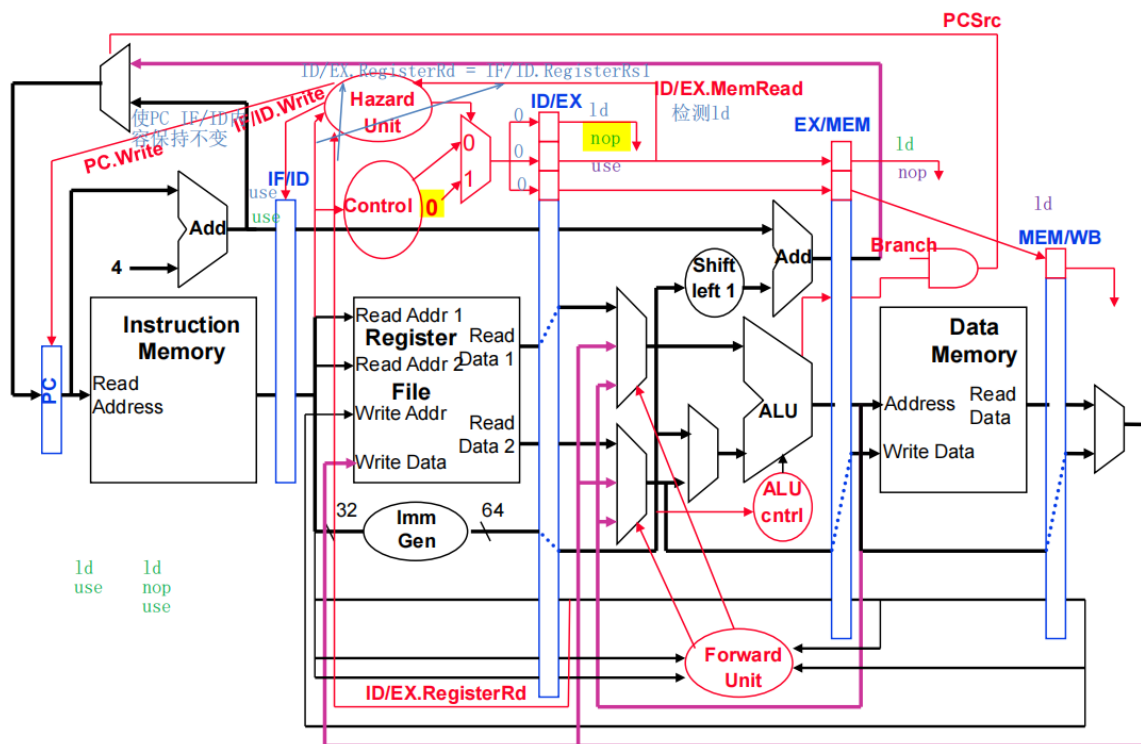 PCSrc
ID/EX.RegisterRd = IF/ID.RegisterRs1
ID/EX.MemRead
检测ld
IF/ID.Write
Hazard
Unit
ID/EX
使PC IF/ID内
容保持不变
PC.Write
0
0
0
0
1
ld
nop
use
EX/MEM
ld
nop
IF/ID
use
use
Control
0
ld
MEM/WB
Add
4
Add
Branch
Shift
left 1
Instruction
Memory
Read
Address
PC
Read Addr 1
Register
Read
Data 1
Read Addr 2
File
Write Addr
Read
Data 2
Write Data
ALU
Data
Memory
Address
Read
Data
Write Data
ALU
cntrl
32
Imm
Gen
64
ld
use
ld
nop
use
Forward
Unit
ID/EX.RegisterRd